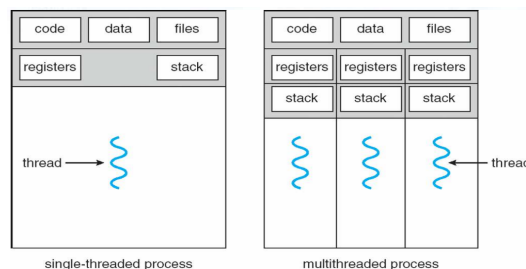 code data files
registers stack
thread
single-threaded process
code data files
registers registers registers
stack stack stack
thread
multithreaded process